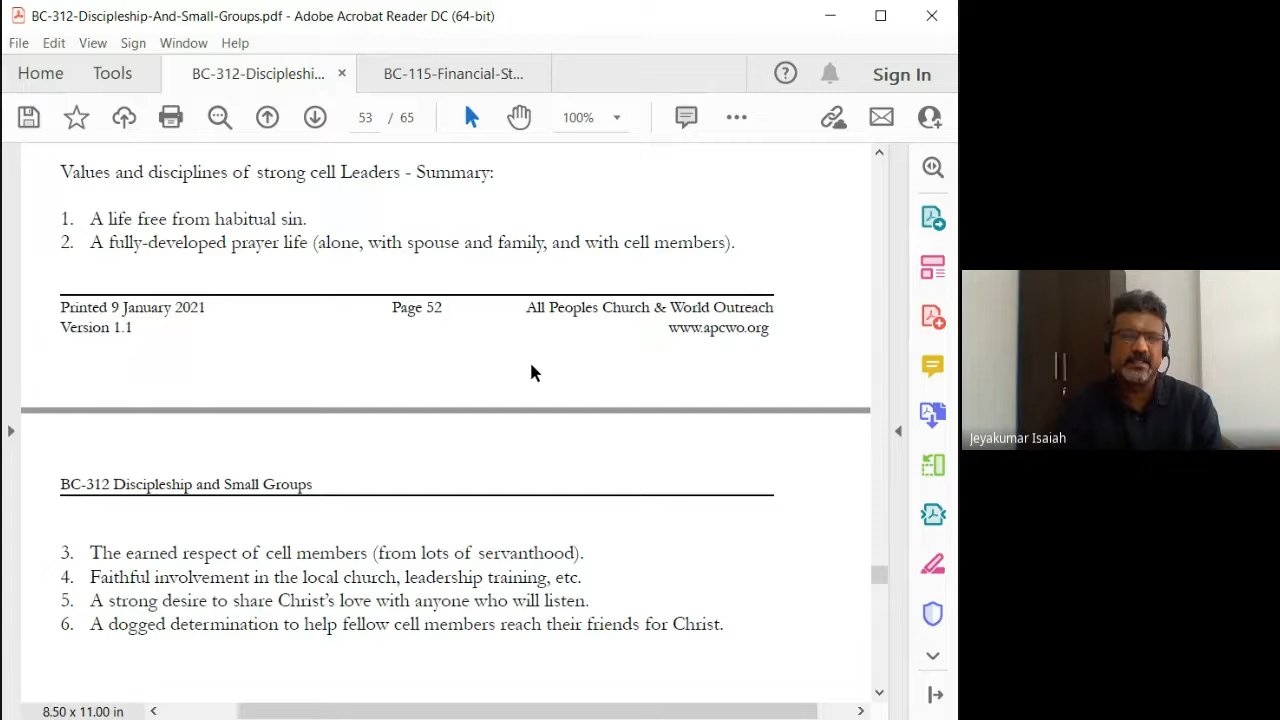 BC-312-Discipleship-And-Small-Groups.pdf - Adobe Acrobat Reader DC (64-bit)
File Edit View Sign Window Help
Home Tools BC-312-Discipleshi... × BC-115-Financial-St... Sign In
53 / 65 100%
Values and disciplines of strong cell Leaders - Summary:
1. A life free from habitual sin.
2. A fully-developed prayer life (alone, with spouse and family, and with cell members).
Printed 9 January 2021 Page 52 All Peoples Church & World Outreach
Version 1.1 www.apcwo.org
BC-312 Discipleship and Small Groups
3. The earned respect of cell members (from lots of servanthood).
4. Faithful involvement in the local church, leadership training, etc.
5. A strong desire to share Christ’s love with anyone who will listen.
6. A dogged determination to help fellow cell members reach their friends for Christ.
8.50 x 11.00 in
Jeyakumar Isaiah